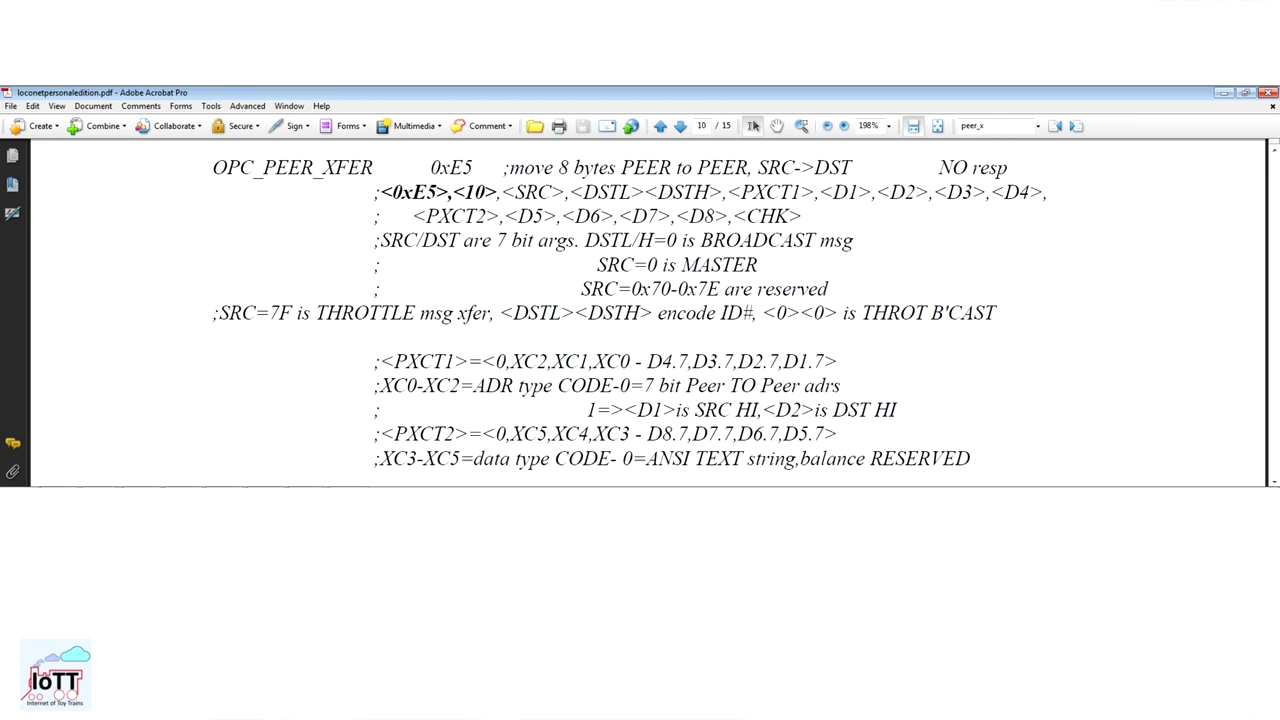 loconetpersonaledition.pdf - Adobe Acrobat Pro
File Edit View Document Comments Forms Tools Advanced Window Help
Create Combine Collaborate Secure Sign Forms Multimedia Comment 10 / 15 198% peer_x
OPC_PEER_XFER 0xE5 ;move 8 bytes PEER to PEER, SRC->DST NO resp
;<0xE5>,<10>,<SRC>,<DSTL><DSTH>,<PXCT1>,<D1>,<D2>,<D3>,<D4>,
; <PXCT2>,<D5>,<D6>,<D7>,<D8>,<CHK>
;SRC/DST are 7 bit args. DSTL/H=0 is BROADCAST msg
; SRC=0 is MASTER
; SRC=0x70-0x7E are reserved
;SRC=7F is THROTTLE msg xfer, <DSTL><DSTH> encode ID#, <0><0> is THROT B'CAST
;<PXCT1>=<0,XC2,XC1,XC0 - D4.7,D3.7,D2.7,D1.7>
;XC0-XC2=ADR type CODE-0=7 bit Peer TO Peer adrs
; 1=><D1>is SRC HI,<D2>is DST HI
;<PXCT2>=<0,XC5,XC4,XC3 - D8.7,D7.7,D6.7,D5.7>
;XC3-XC5=data type CODE- 0=ANSI TEXT string,balance RESERVED
IoTT
Internet of Toy Trains